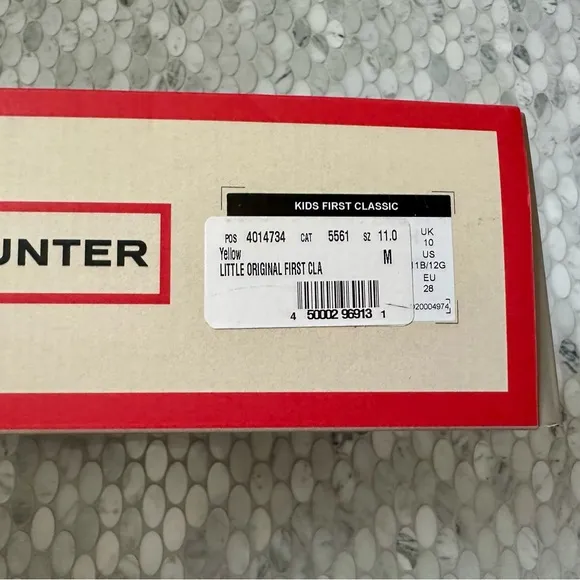 UNTER
KIDS FIRST CLASSIC
POS 4014734 CAT 5561 SZ 11.0
Yellow M
LITTLE ORIGINAL FIRST CLA
4 50002 96913 1
UK
10
US
11B/12G
EU
28
020004974